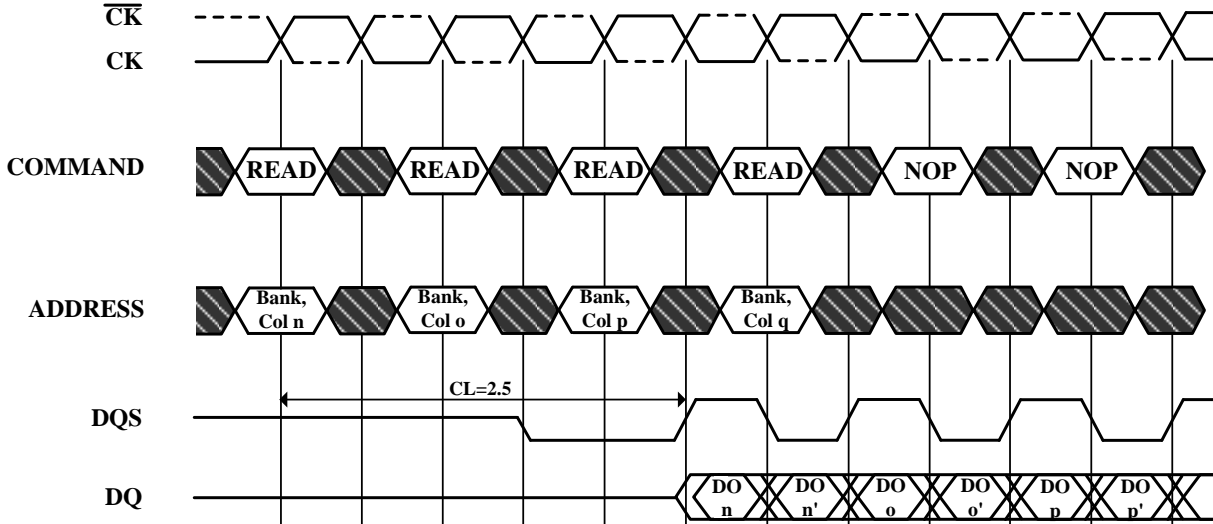 CK
CK
COMMAND READ READ READ READ NOP NOP
ADDRESS Bank, Col n Bank, Col o Bank, Col p Bank, Col q
CL=2.5
DQS
DQ DO n DO n' DO o DO o' DO p DO p'